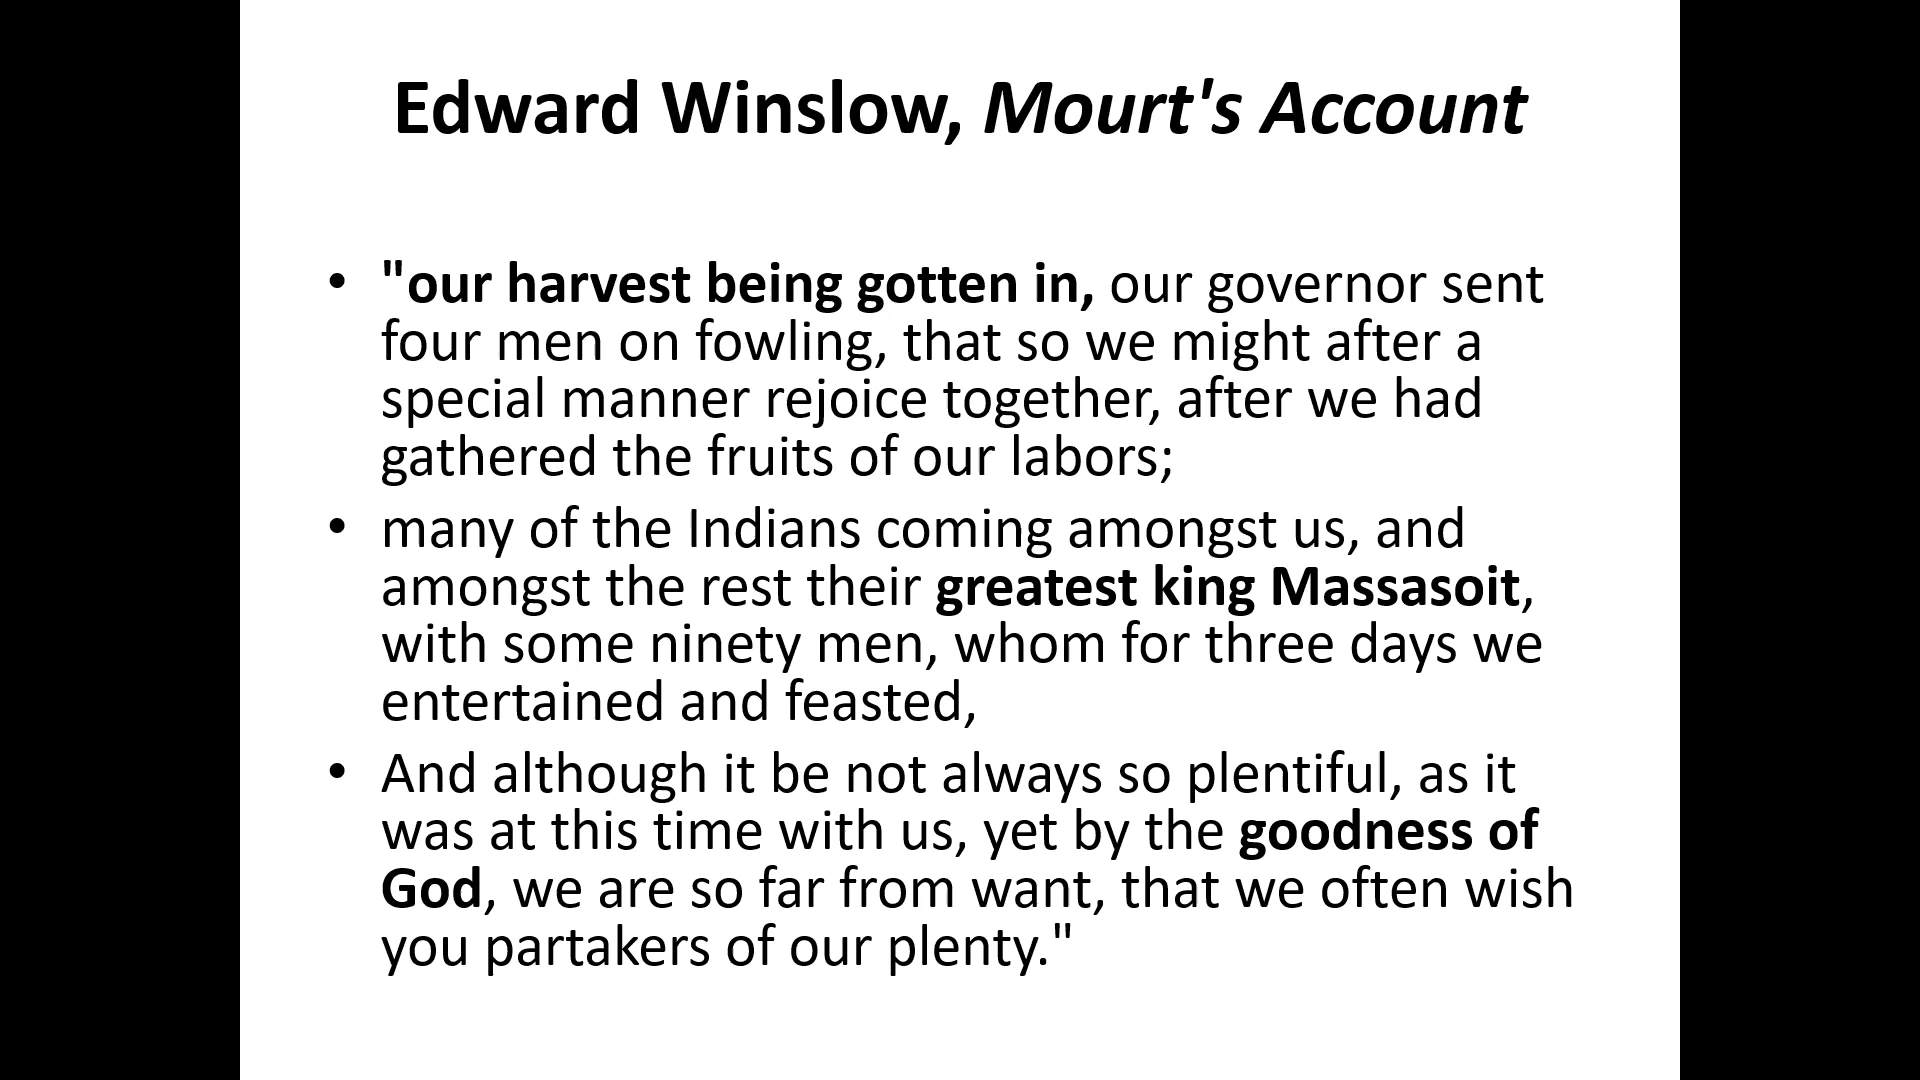 Edward Winslow, Mourt's Account
• "our harvest being gotten in, our governor sent
four men on fowling, that so we might after a
special manner rejoice together, after we had
gathered the fruits of our labors;
• many of the Indians coming amongst us, and
amongst the rest their greatest king Massasoit,
with some ninety men, whom for three days we
entertained and feasted,
• And although it be not always so plentiful, as it
was at this time with us, yet by the goodness of
God, we are so far from want, that we often wish
you partakers of our plenty."